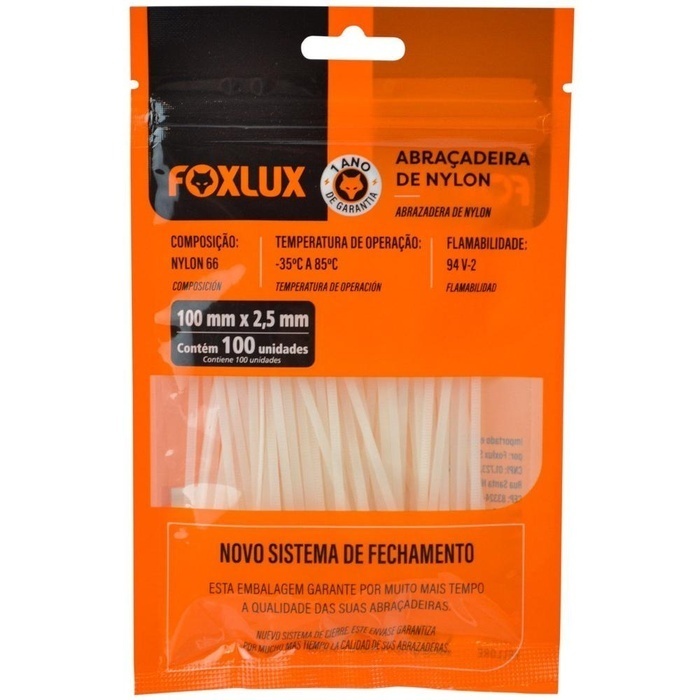 FOXLUX
1 ANO
DE GARANTIA
ABRAÇADEIRA
DE NYLON
ABRAZADERA DE NYLON
COMPOSIÇÃO:
NYLON 66
COMPOSICIÓN
TEMPERATURA DE OPERAÇÃO:
-35ºC A 85ºC
TEMPERATURA DE OPERACIÓN
FLAMABILIDADE:
94 V-2
FLAMABILIDAD
100 mm x 2,5 mm
Contém 100 unidades
Contiene 100 unidades
NOVO SISTEMA DE FECHAMENTO
ESTA EMBALAGEM GARANTE POR MUITO MAIS TEMPO
A QUALIDADE DAS SUAS ABRAÇADEIRAS.
NUEVO SISTEMA DE CIERRE. ESTE ENVASE GARANTIZA
POR MUCHO MÁS TIEMPO LA CALIDAD DE SUS ABRAZADERAS.